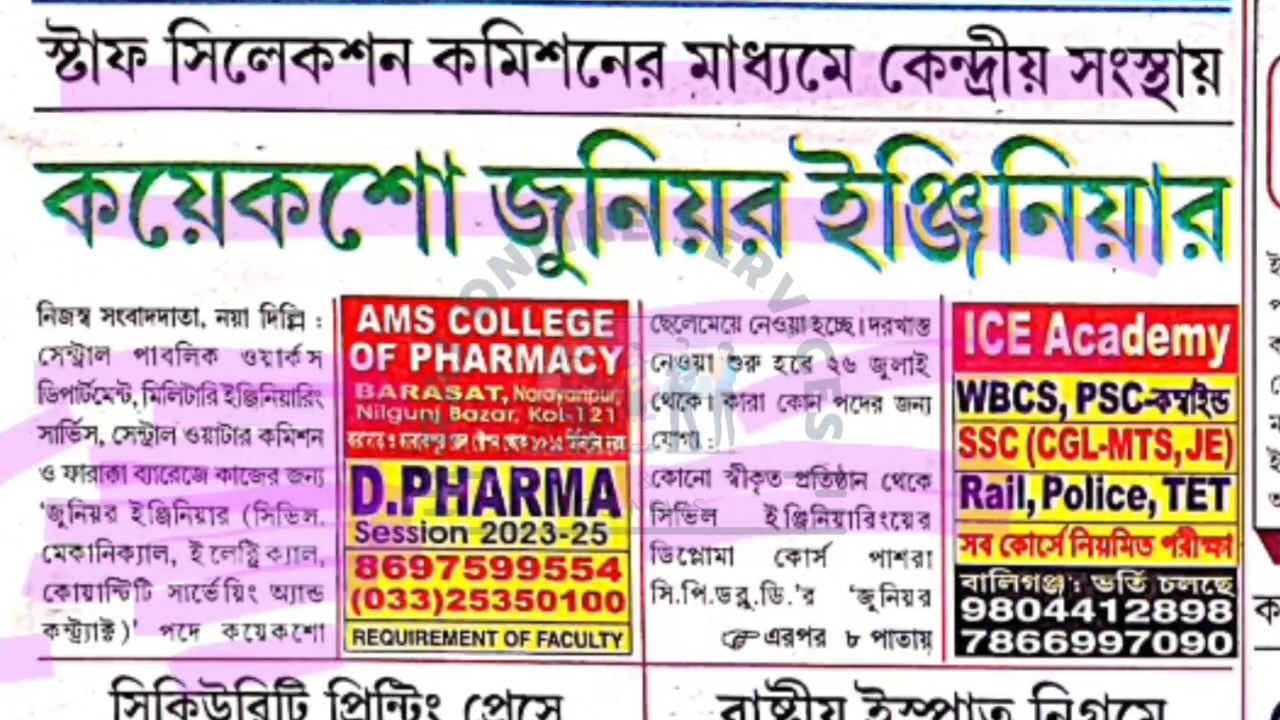 স্টাফ সিলেকশন কমিশনের মাধ্যমে কেন্দ্রীয় সংস্থায়
কয়েকশো জুনিয়র ইঞ্জিনিয়ার
নিজস্ব সংবাদদাতা, নয়া দিল্লি :
সেন্ট্রাল পাবলিক ওয়ার্কস
ডিপার্টমেন্ট, মিলিটারি ইঞ্জিনিয়ারিং
সার্ভিস, সেন্ট্রাল ওয়াটার কমিশন
ও ফারাক্কা ব্যারেজে কাজের জন্য
'জুনিয়র ইঞ্জিনিয়ার (সিভিল,
মেকানিক্যাল, ইলেক্ট্রিক্যাল,
কোয়ান্টিটি সার্ভেয়িং অ্যান্ড
কন্ট্র্যাক্ট)' পদে কয়েকশো
AMS COLLEGE
OF PHARMACY
BARASAT, Narayanpur,
Nilgunj Bazar, Kol-121
D.PHARMA
Session 2023-25
8697599554
(033)25350100
REQUIREMENT OF FACULTY
ছেলেমেয়ে নেওয়া হচ্ছে। দরখাস্ত
নেওয়া শুরু হবে ২৬ জুলাই
থেকে। কারা কোন পদের জন্য
যোগ্য :
কোনো স্বীকৃত প্রতিষ্ঠান থেকে
সিভিল ইঞ্জিনিয়ারিংয়ের
ডিপ্লোমা কোর্স পাশরা
সি.পি.ডব্লু.ডি.'র 'জুনিয়র
এরপর ৮ পাতায়
ICE Academy
WBCS, PSC-কম্বাইন্ড
SSC (CGL-MTS, JE)
Rail, Police, TET
সব কোর্সে নিয়মিত পরীক্ষা
বালিগঞ্জ : ভর্তি চলছে
9804412898
7866997090
সিকিউরিটি প্রিন্টিং প্রেসে
রাষ্ট্রীয় ইস্পাত নিগমে
ONLINE SERVICES